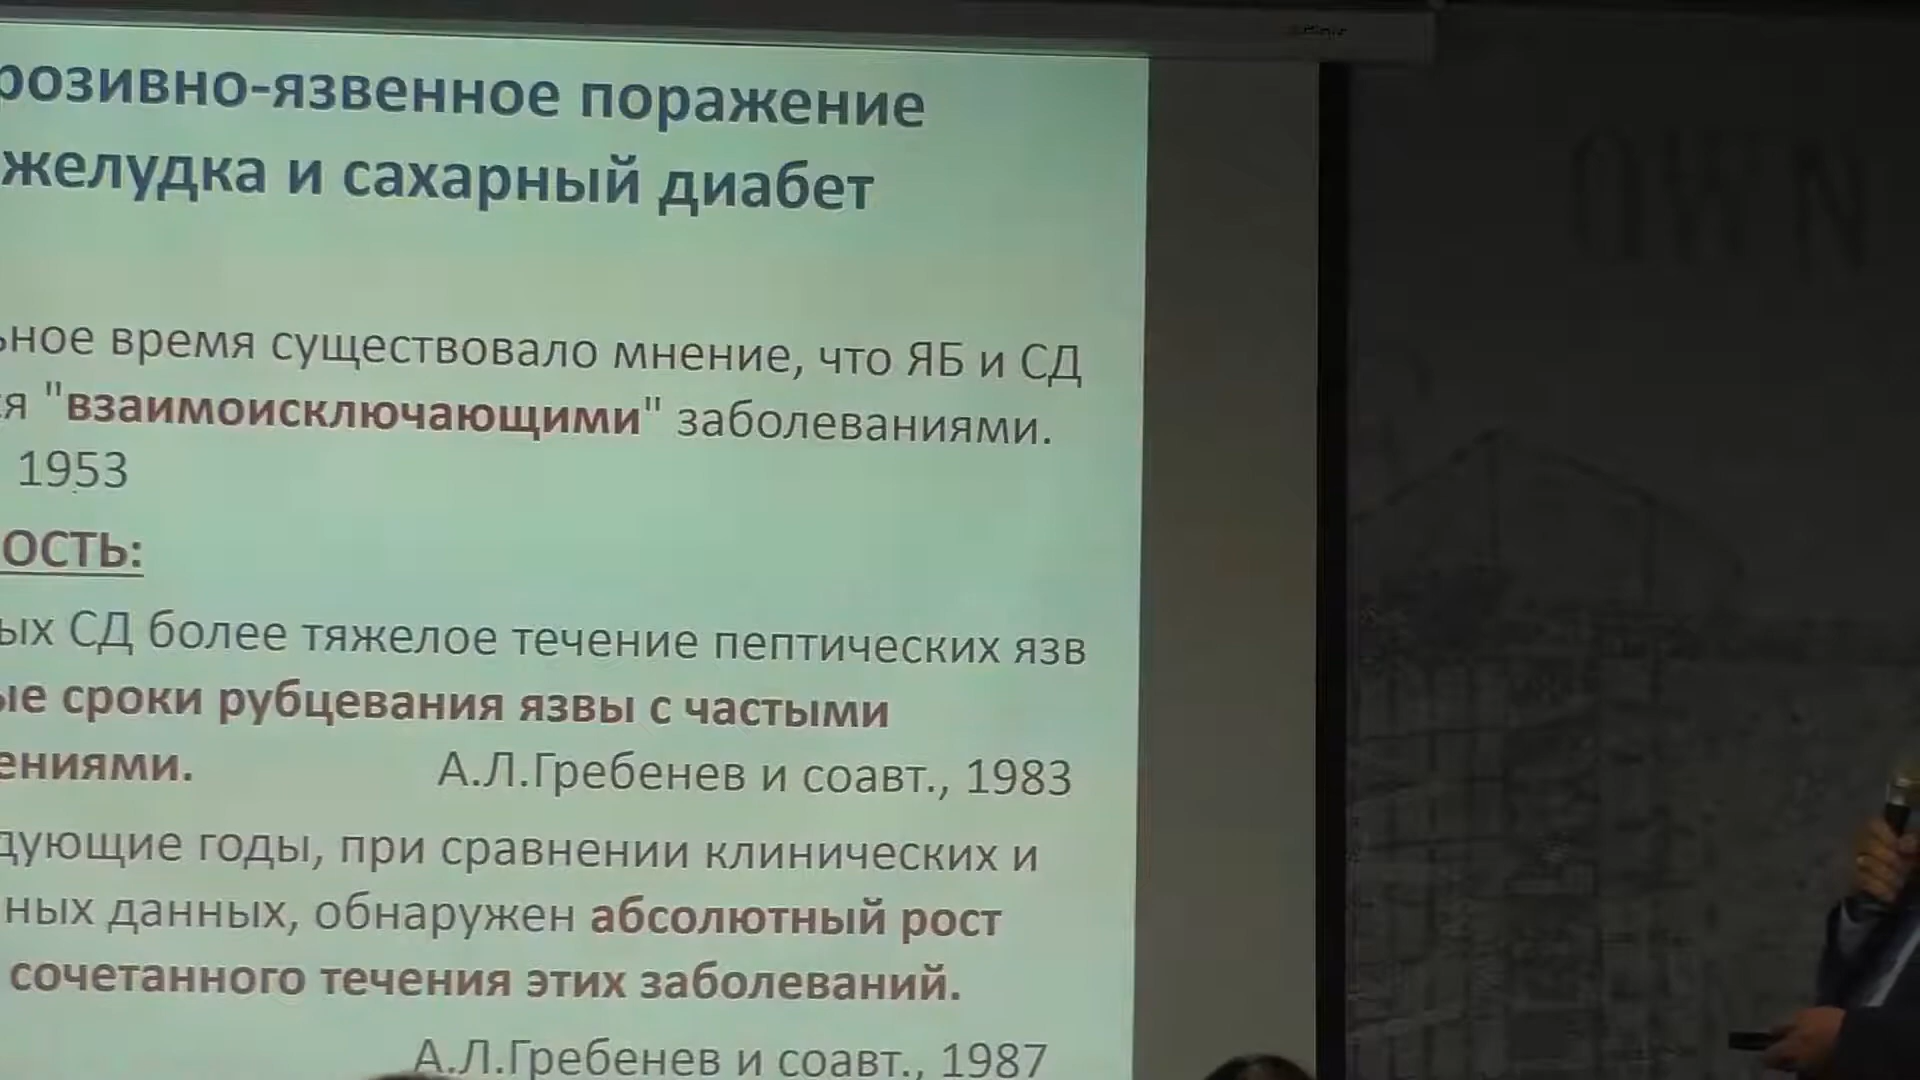 розивно-язвенное поражение
желудка и сахарный диабет
ьное время существовало мнение, что ЯБ и СД
ся "взаимоисключающими" заболеваниями.
1953
ОСТЬ:
ых СД более тяжелое течение пептических язв
ые сроки рубцевания язвы с частыми
ениями. А.Л.Гребенев и соавт., 1983
дующие годы, при сравнении клинических и
ных данных, обнаружен абсолютный рост
сочетанного течения этих заболеваний.
А.Л.Гребенев и соавт., 1987